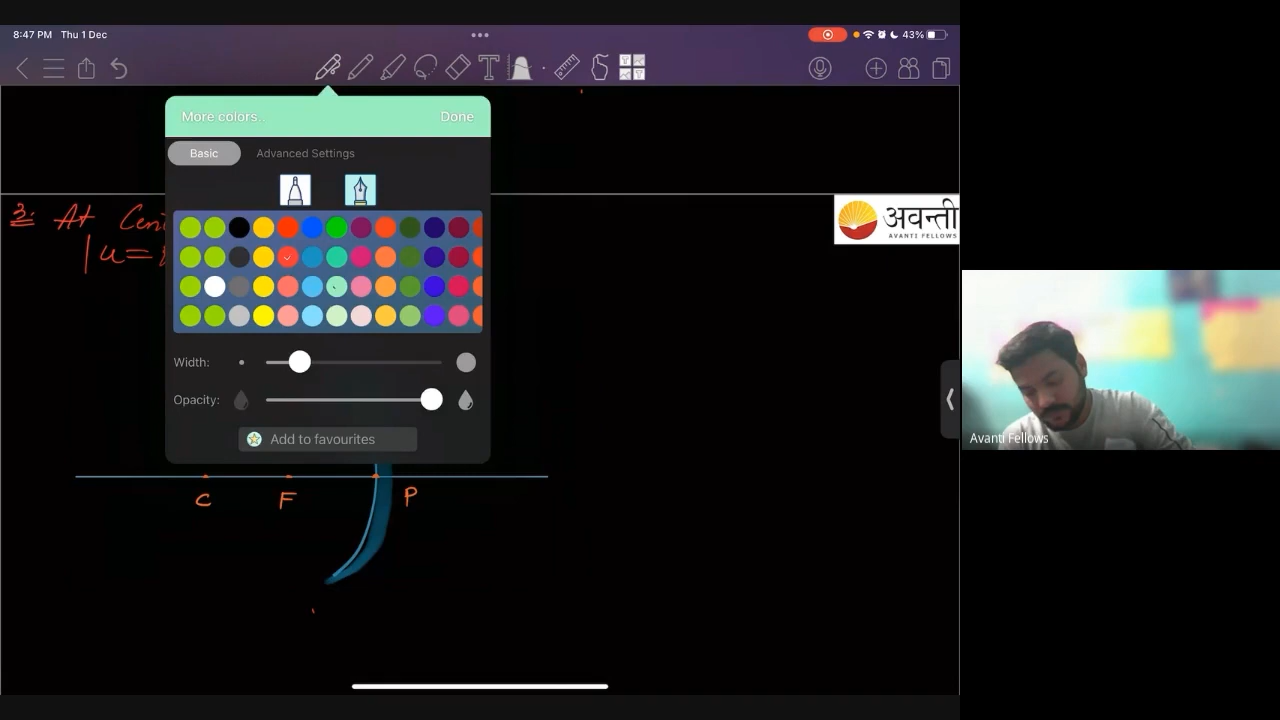 8:47 PM Thu 1 Dec
43%
More colors..
Done
Basic
Advanced Settings
3. At
अवन्ती
AVANTI FELLOWS
Width:
Opacity:
Add to favourites
C F P
Avanti Fellows